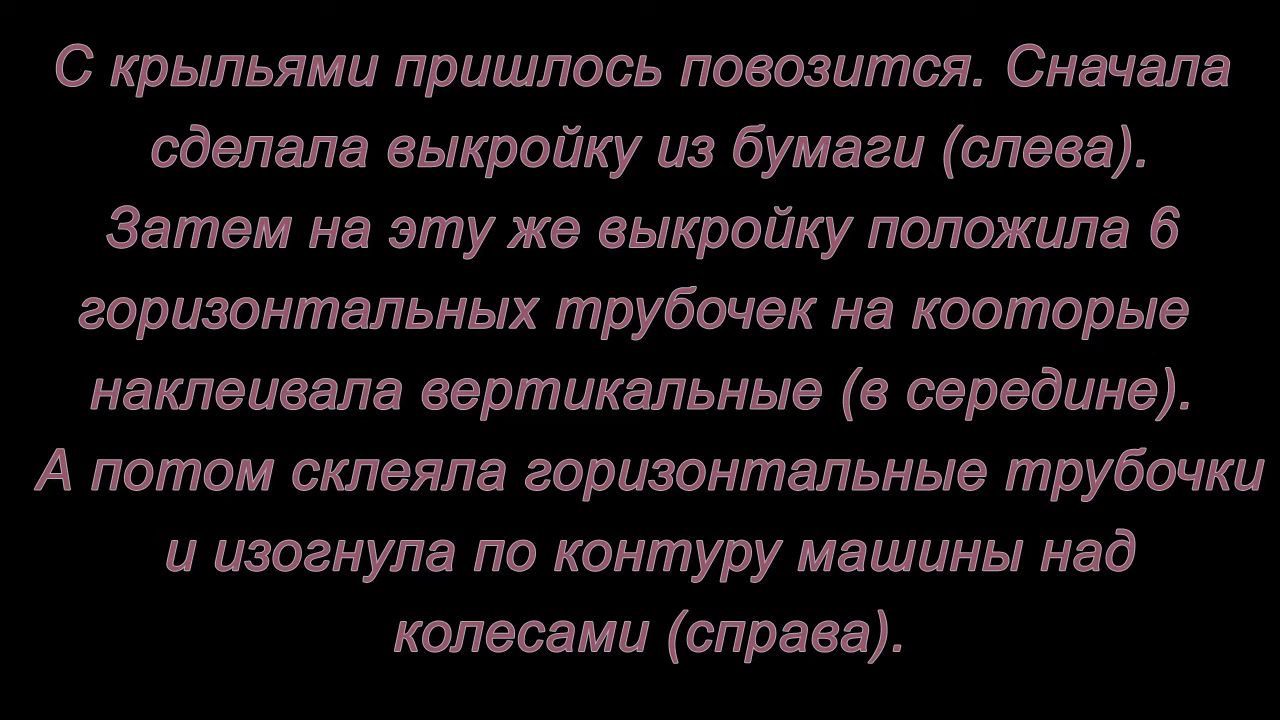 С крыльями пришлось повозится. Сначала
сделала выкройку из бумаги (слева).
Затем на эту же выкройку положила 6
горизонтальных трубочек на кооторые
наклеивала вертикальные (в середине).
А потом склеяла горизонтальные трубочки
и изогнула по контуру машины над
колесами (справа).